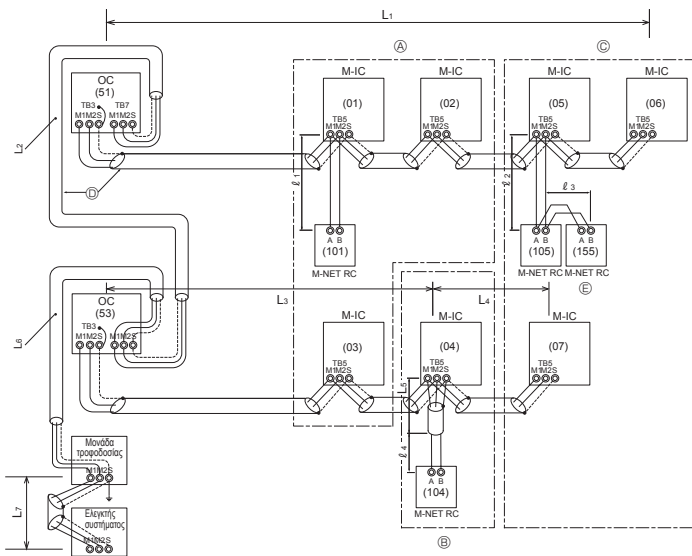 L1
Ⓐ
Ⓒ
OC
(51)
TB3 TB7
M1M2S M1M2S
M-IC
(01)
TB5
M1M2S
M-IC
(02)
TB5
M1M2S
M-IC
(05)
TB5
M1M2S
M-IC
(06)
TB5
M1M2S
L2
Ⓓ
ℓ1
ℓ2
ℓ3
A B
(101)
M-NET RC
A B
(105)
M-NET RC
A B
(155)
M-NET RC
Ⓔ
L3
L4
OC
(53)
TB3
M1M2S M1M2S
M-IC
(03)
TB5
M1M2S
M-IC
(04)
TB5
M1M2S
M-IC
(07)
TB5
M1M2S
L6
L5
ℓ4
A B
(104)
M-NET RC
Ⓑ
Μονάδα
τροφοδοσίας
M1M2S
L7
Ελεγκτής
συστήματος
M1M2S